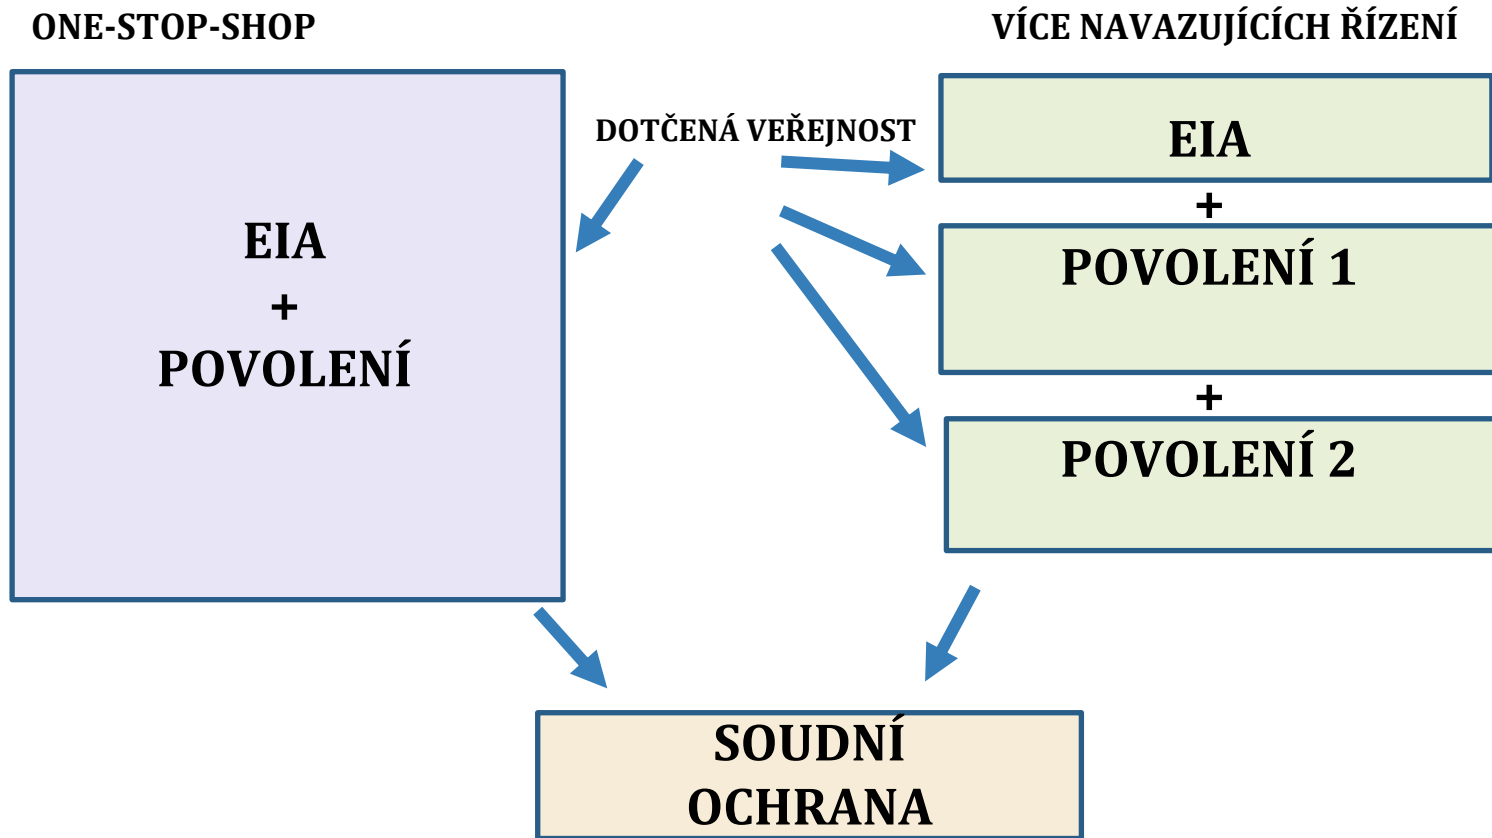 ONE-STOP-SHOP
VÍCE NAVAZUJÍCÍCH ŘÍZENÍ
DOTČENÁ VEŘEJNOST
EIA
+
POVOLENÍ
EIA
+
POVOLENÍ 1
+
POVOLENÍ 2
SOUDNÍ
OCHRANA